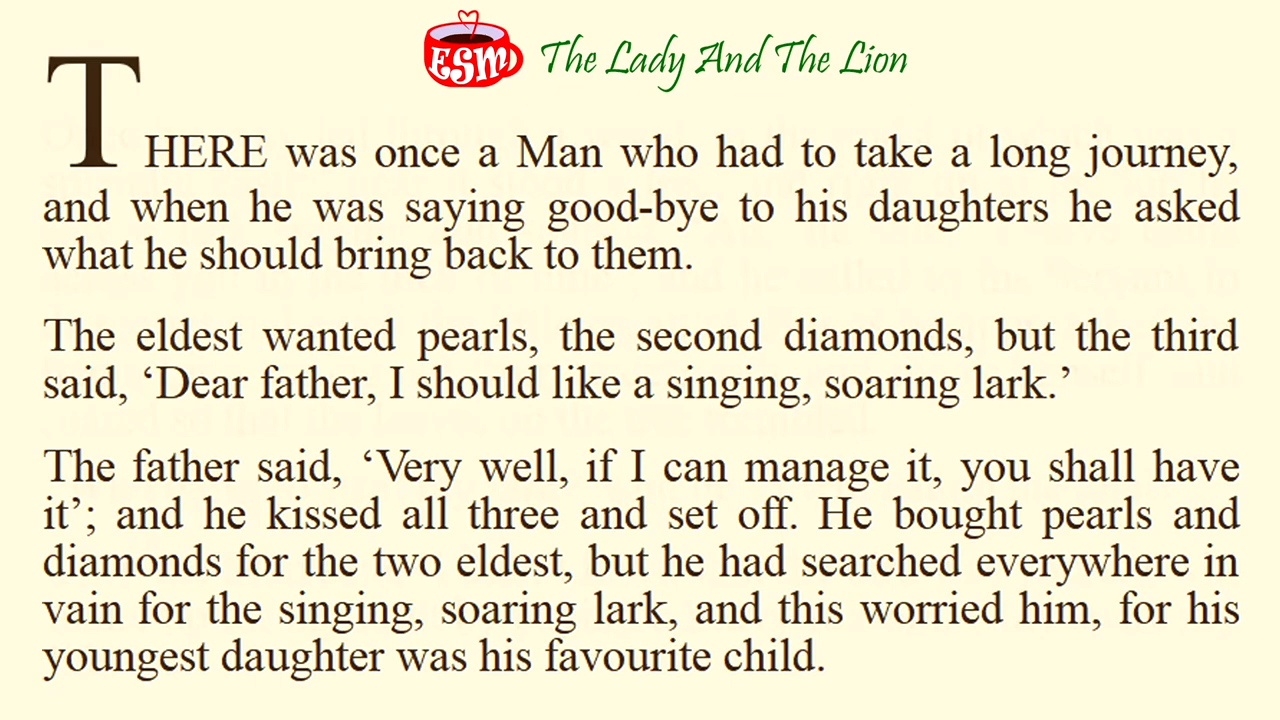 ESM The Lady And The Lion
THERE was once a Man who had to take a long journey,
and when he was saying good-bye to his daughters he asked
what he should bring back to them.
The eldest wanted pearls, the second diamonds, but the third
said, ‘Dear father, I should like a singing, soaring lark.’
The father said, ‘Very well, if I can manage it, you shall have
it’; and he kissed all three and set off. He bought pearls and
diamonds for the two eldest, but he had searched everywhere in
vain for the singing, soaring lark, and this worried him, for his
youngest daughter was his favourite child.